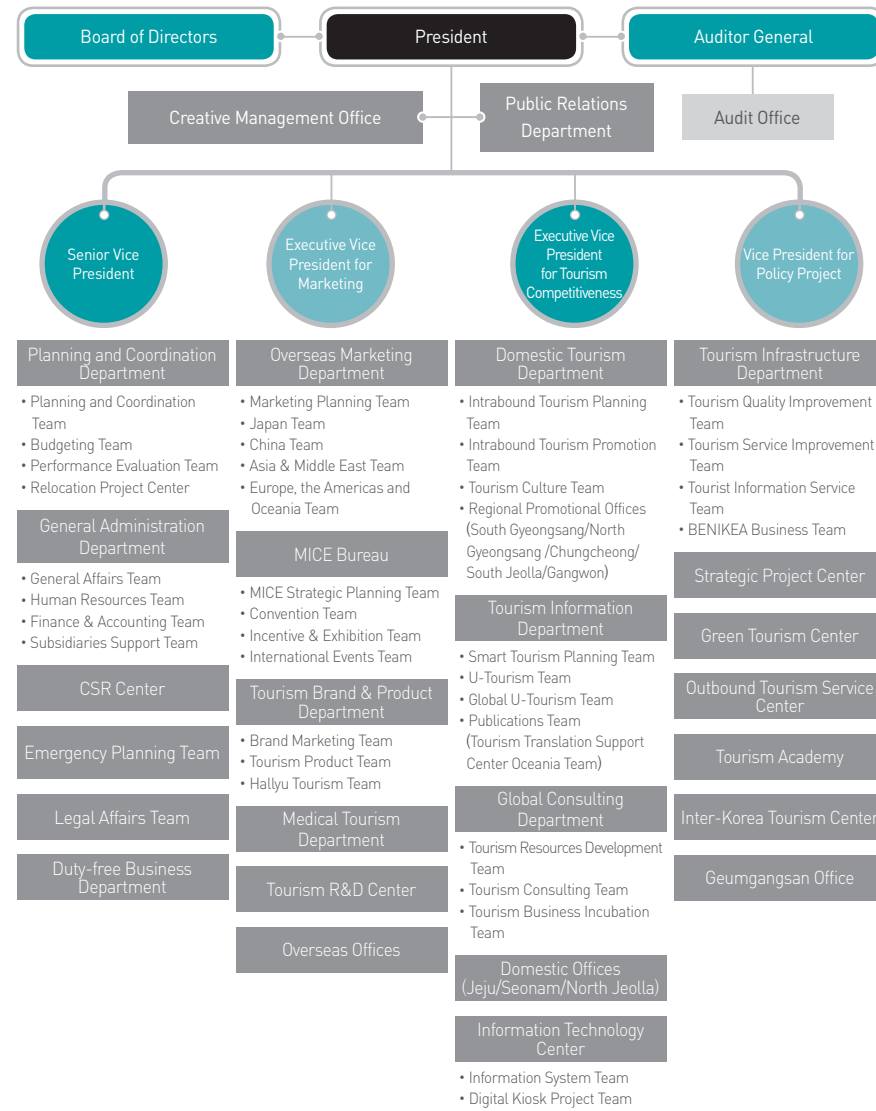 Board of Directors
President
Auditor General
Creative Management Office
Public Relations
Department
Audit Office
Senior Vice
President
Executive Vice
President for
Marketing
Executive Vice
President
for Tourism
Competitiveness
Vice President for
Policy Project
Planning and Coordination
Department
• Planning and Coordination
Team
• Budgeting Team
• Performance Evaluation Team
• Relocation Project Center
General Administration
Department
• General Affairs Team
• Human Resources Team
• Finance & Accounting Team
• Subsidiaries Support Team
CSR Center
Emergency Planning Team
Legal Affairs Team
Duty-free Business
Department
Overseas Marketing
Department
• Marketing Planning Team
• Japan Team
• China Team
• Asia & Middle East Team
• Europe, the Americas and
Oceania Team
MICE Bureau
• MICE Strategic Planning Team
• Convention Team
• Incentive & Exhibition Team
• International Events Team
Tourism Brand & Product
Department
• Brand Marketing Team
• Tourism Product Team
• Hallyu Tourism Team
Medical Tourism
Department
Tourism R&D Center
Overseas Offices
Domestic Tourism
Department
• Intrabound Tourism Planning
Team
• Intrabound Tourism Promotion
Team
• Tourism Culture Team
• Regional Promotional Offices
(South Gyeongsang/North
Gyeongsang /Chungcheong/
South Jeolla/Gangwon)
Tourism Information
Department
• Smart Tourism Planning Team
• U-Tourism Team
• Global U-Tourism Team
• Publications Team
(Tourism Translation Support
Center Oceania Team)
Global Consulting
Department
• Tourism Resources Development
Team
• Tourism Consulting Team
• Tourism Business Incubation
Team
Domestic Offices
(Jeju/Seonam/North Jeolla)
Information Technology
Center
• Information System Team
• Digital Kiosk Project Team
Tourism Infrastructure
Department
• Tourism Quality Improvement
Team
• Tourism Service Improvement
Team
• Tourist Information Service
Team
• BENIKEA Business Team
Strategic Project Center
Green Tourism Center
Outbound Tourism Service
Center
Tourism Academy
Inter-Korea Tourism Center
Geumgangsan Office